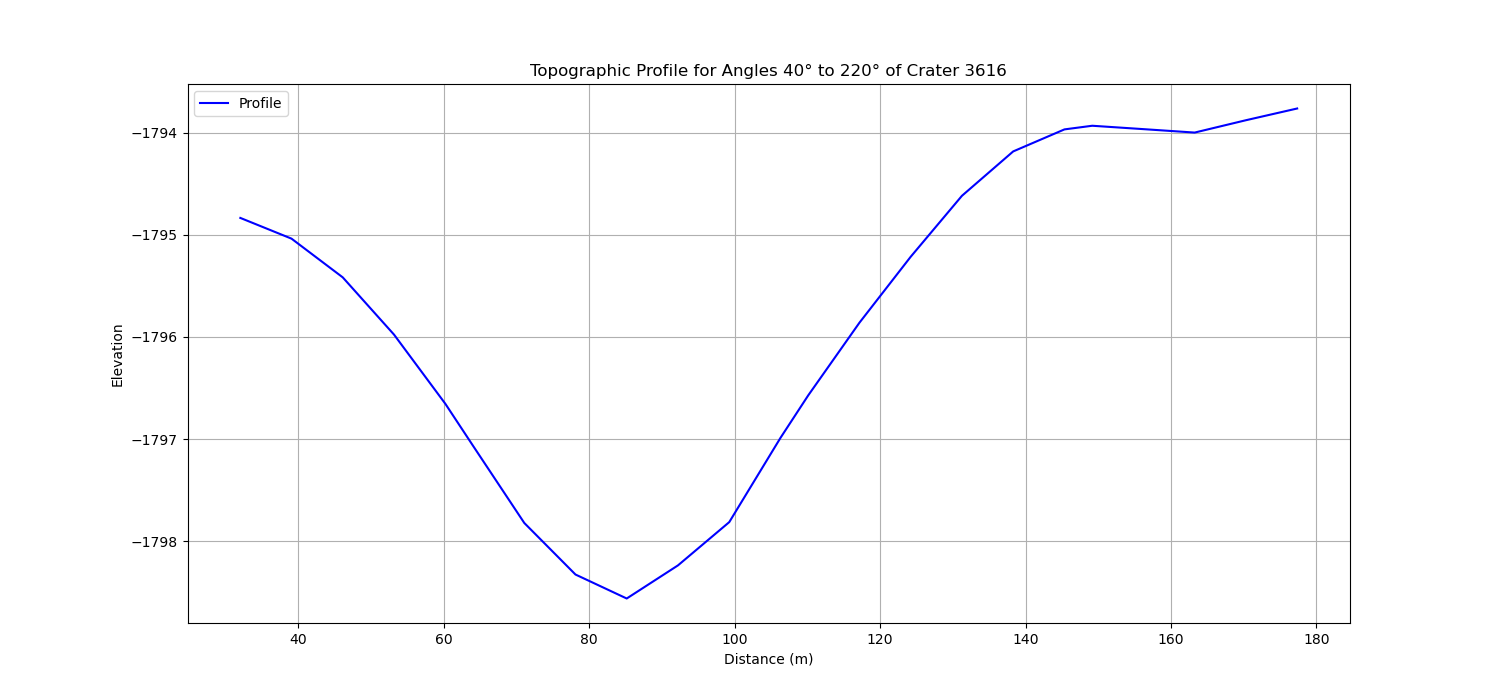 Topographic Profile for Angles 40° to 220° of Crater 3616
Profile
−1794
−1795
−1796
−1797
−1798
Elevation
40 60 80 100 120 140 160 180
Distance (m)